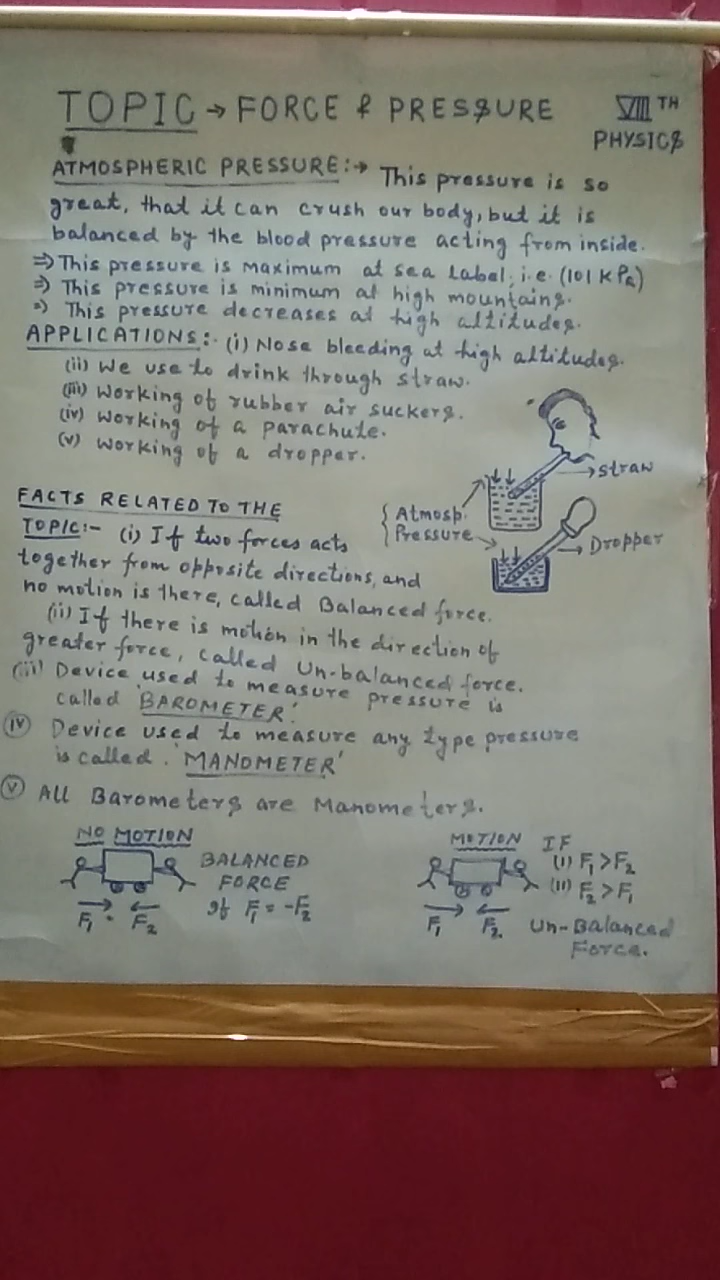 TOPIC → FORCE & PRESSURE
VIII TH
PHYSICS
ATMOSPHERIC PRESSURE:→ This pressure is so
great, that it can crush our body, but it is
balanced by the blood pressure acting from inside.
⇒ This pressure is maximum at sea label, i.e. (101 KPa)
⇒ This pressure is minimum at high mountains.
⇒ This pressure decreases at high altitudes.
APPLICATIONS:- (i) Nose bleeding at high altitudes.
(ii) We use to drink through straw.
(iii) Working of rubber air suckers.
(iv) Working of a parachute.
(v) Working of a dropper.
straw
Atmosp.
Pressure
Dropper
FACTS RELATED TO THE
TOPIC:- (i) If two forces acts
together from opposite directions, and
no motion is there, called Balanced force.
(ii) If there is motion in the direction of
greater force, called Un-balanced force.
(iii) Device used to measure pressure is
called 'BAROMETER'.
(iv) Device used to measure any type pressure
is called . 'MANOMETER'
(v) All Barometers are Manometers.
NO MOTION
BALANCED
FORCE
If F₁ = -F₂
F₁ F₂
MOTION IF
(I) F₁ > F₂
(II) F₂ > F₁
F₁ F₂
Un-Balanced
Force.